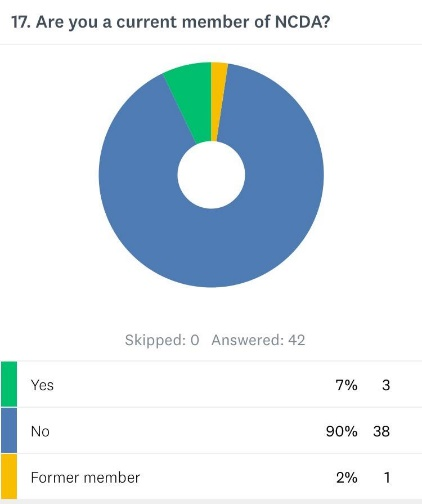 17. Are you a current member of NCDA?
Skipped: 0 Answered: 42
Yes 7% 3
No 90% 38
Former member 2% 1